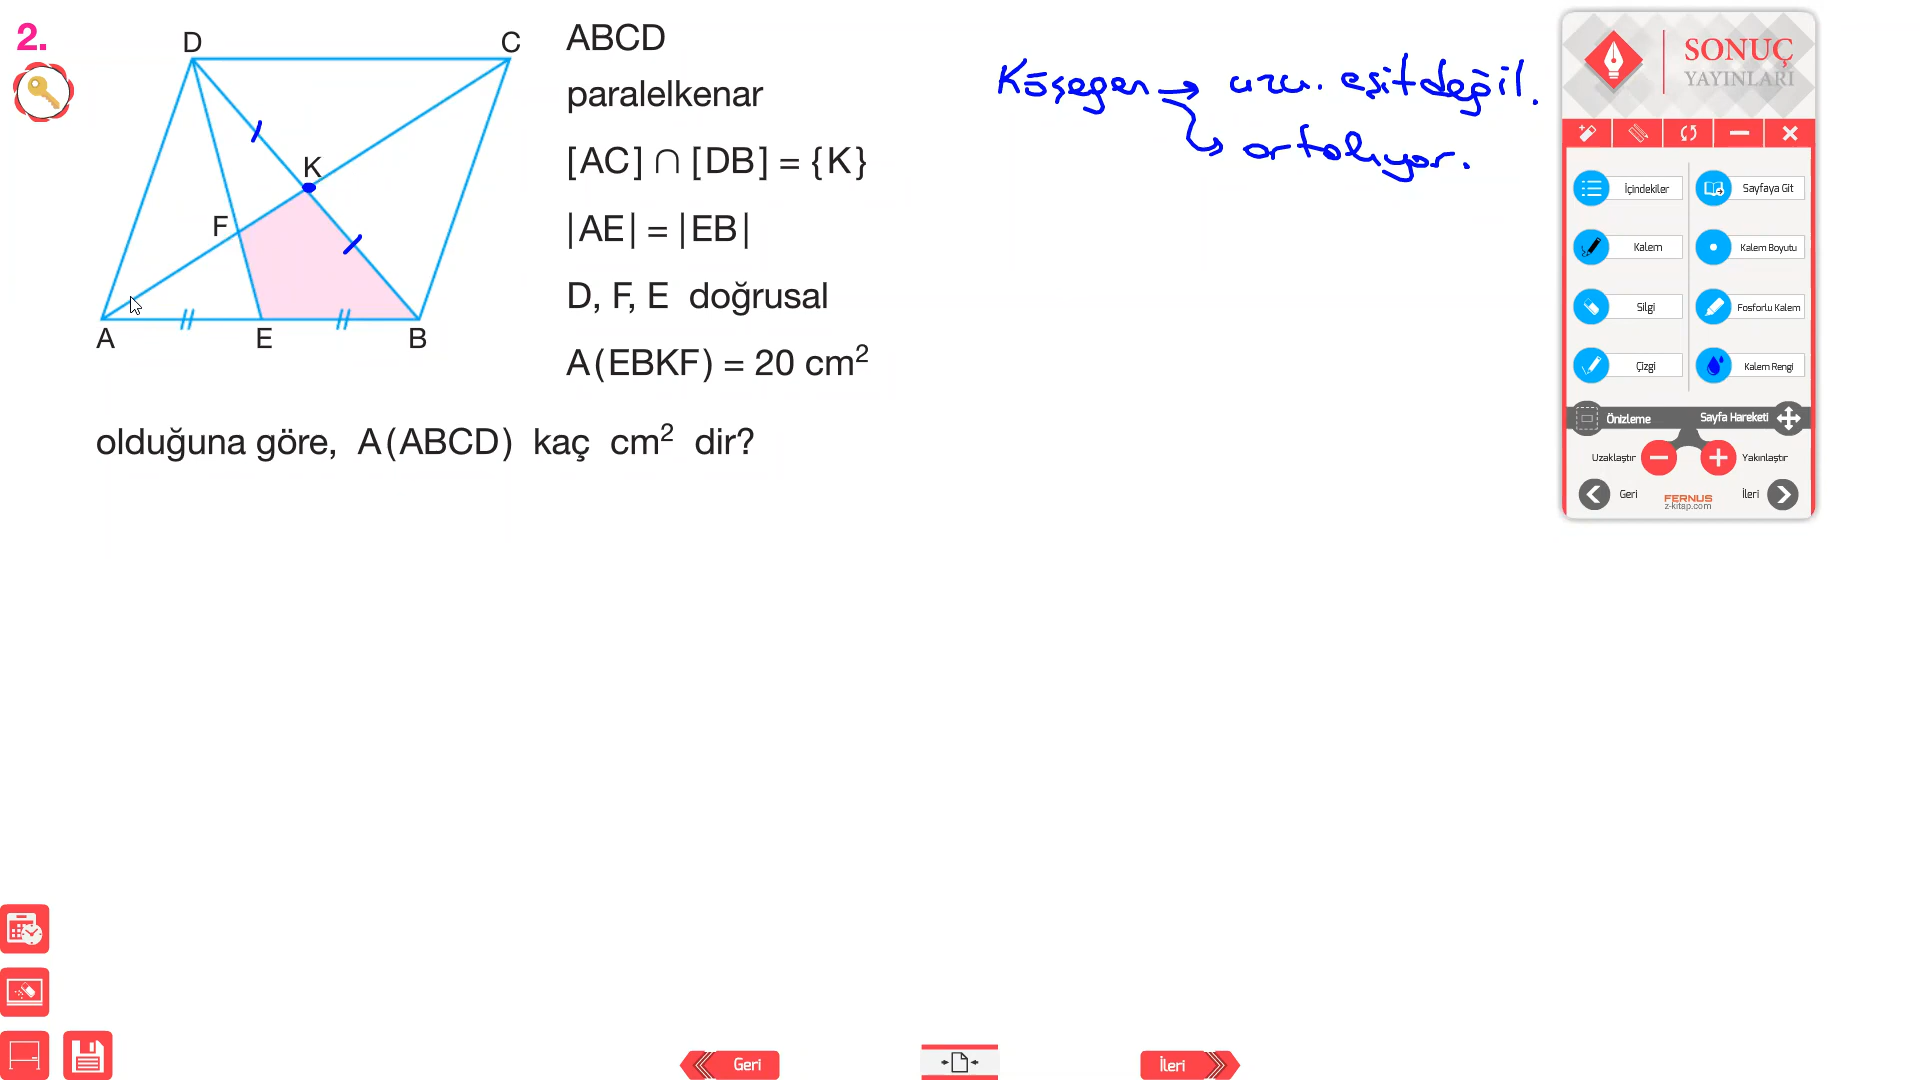 2.
D
C
K
F
A
E
B
ABCD
paralelkenar
[AC] ∩ [DB] = {K}
|AE| = |EB|
D, F, E doğrusal
A(EBKF) = 20 cm²
olduğuna göre, A(ABCD) kaç cm² dir?
Köşegen → uzu. eşit değil.
↳ ortalıyor.
SONUÇ
YAYINLARI
İçindekiler
Sayfaya Git
Kalem
Kalem Boyutu
Silgi
Fosforlu Kalem
Çizgi
Kalem Rengi
Önizleme
Sayfa Hareketi
Uzaklaştır
Yakınlaştır
Geri
FERNUS
z-kitap.com
İleri
Geri
İleri